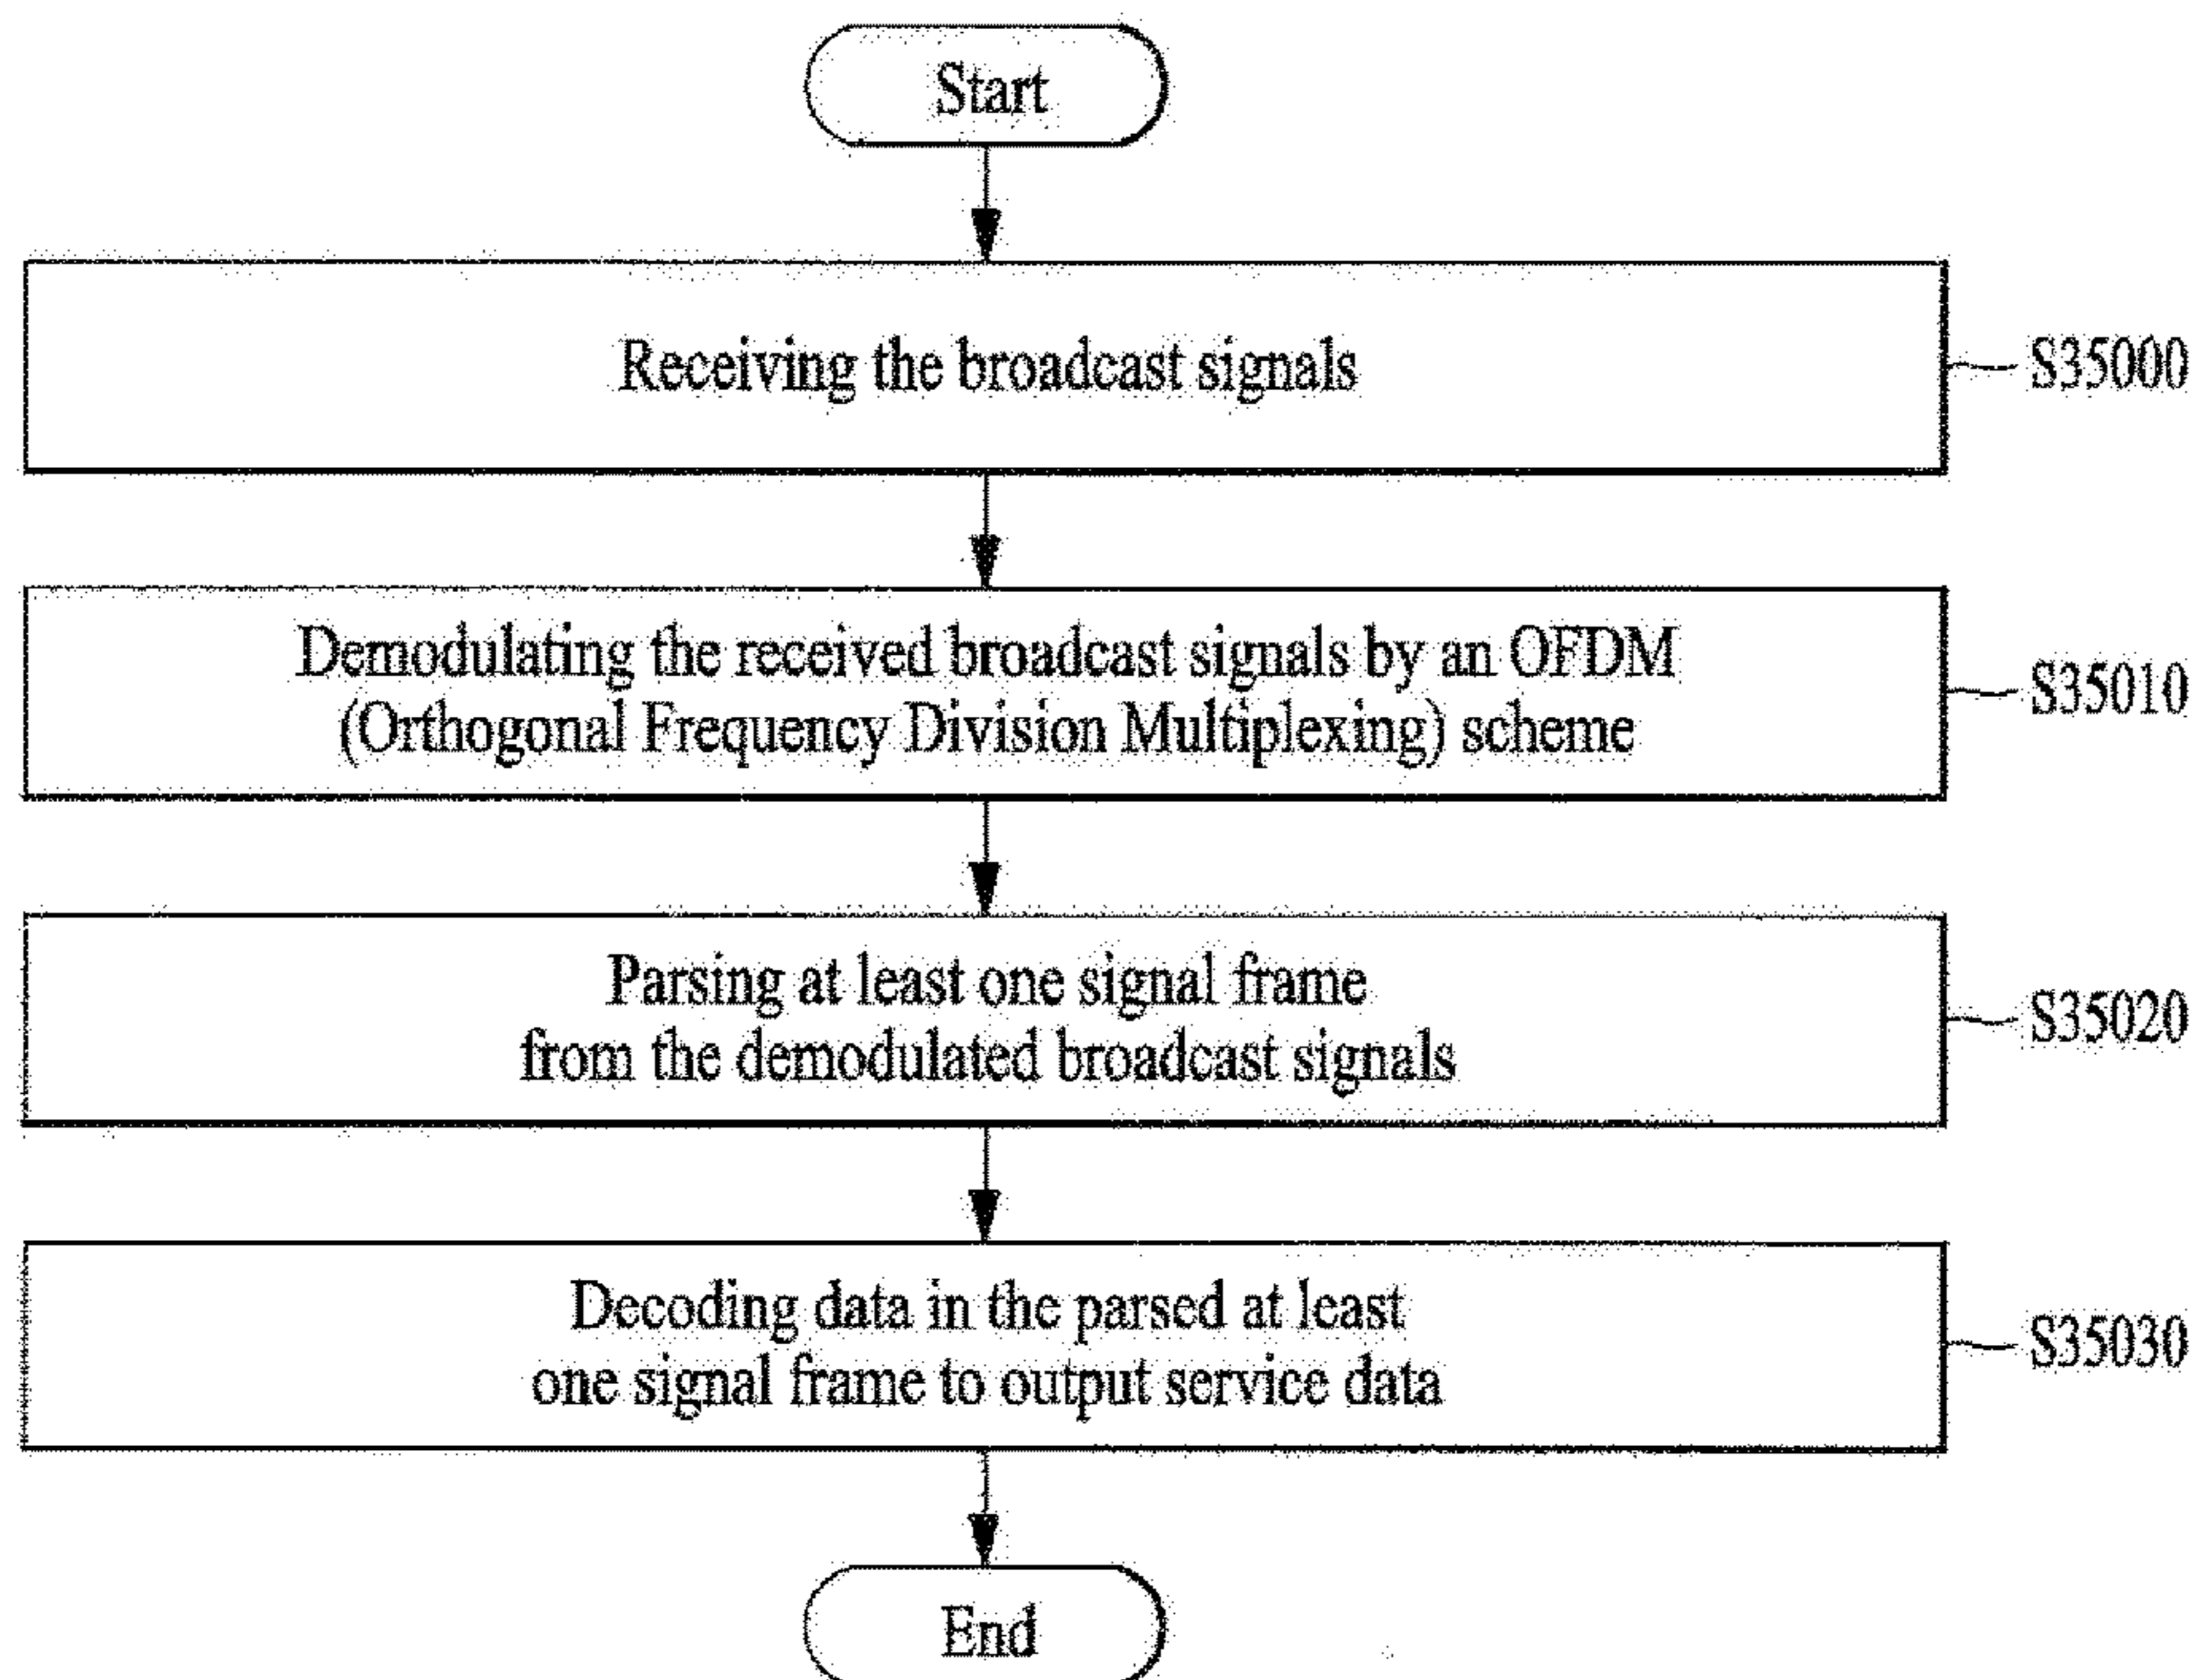 Start
Receiving the broadcast signals
S35000
Demodulating the received broadcast signals by an OFDM
(Orthogonal Frequency Division Multiplexing) scheme
S35010
Parsing at least one signal frame
from the demodulated broadcast signals
S35020
Decoding data in the parsed at least
one signal frame to output service data
S35030
End